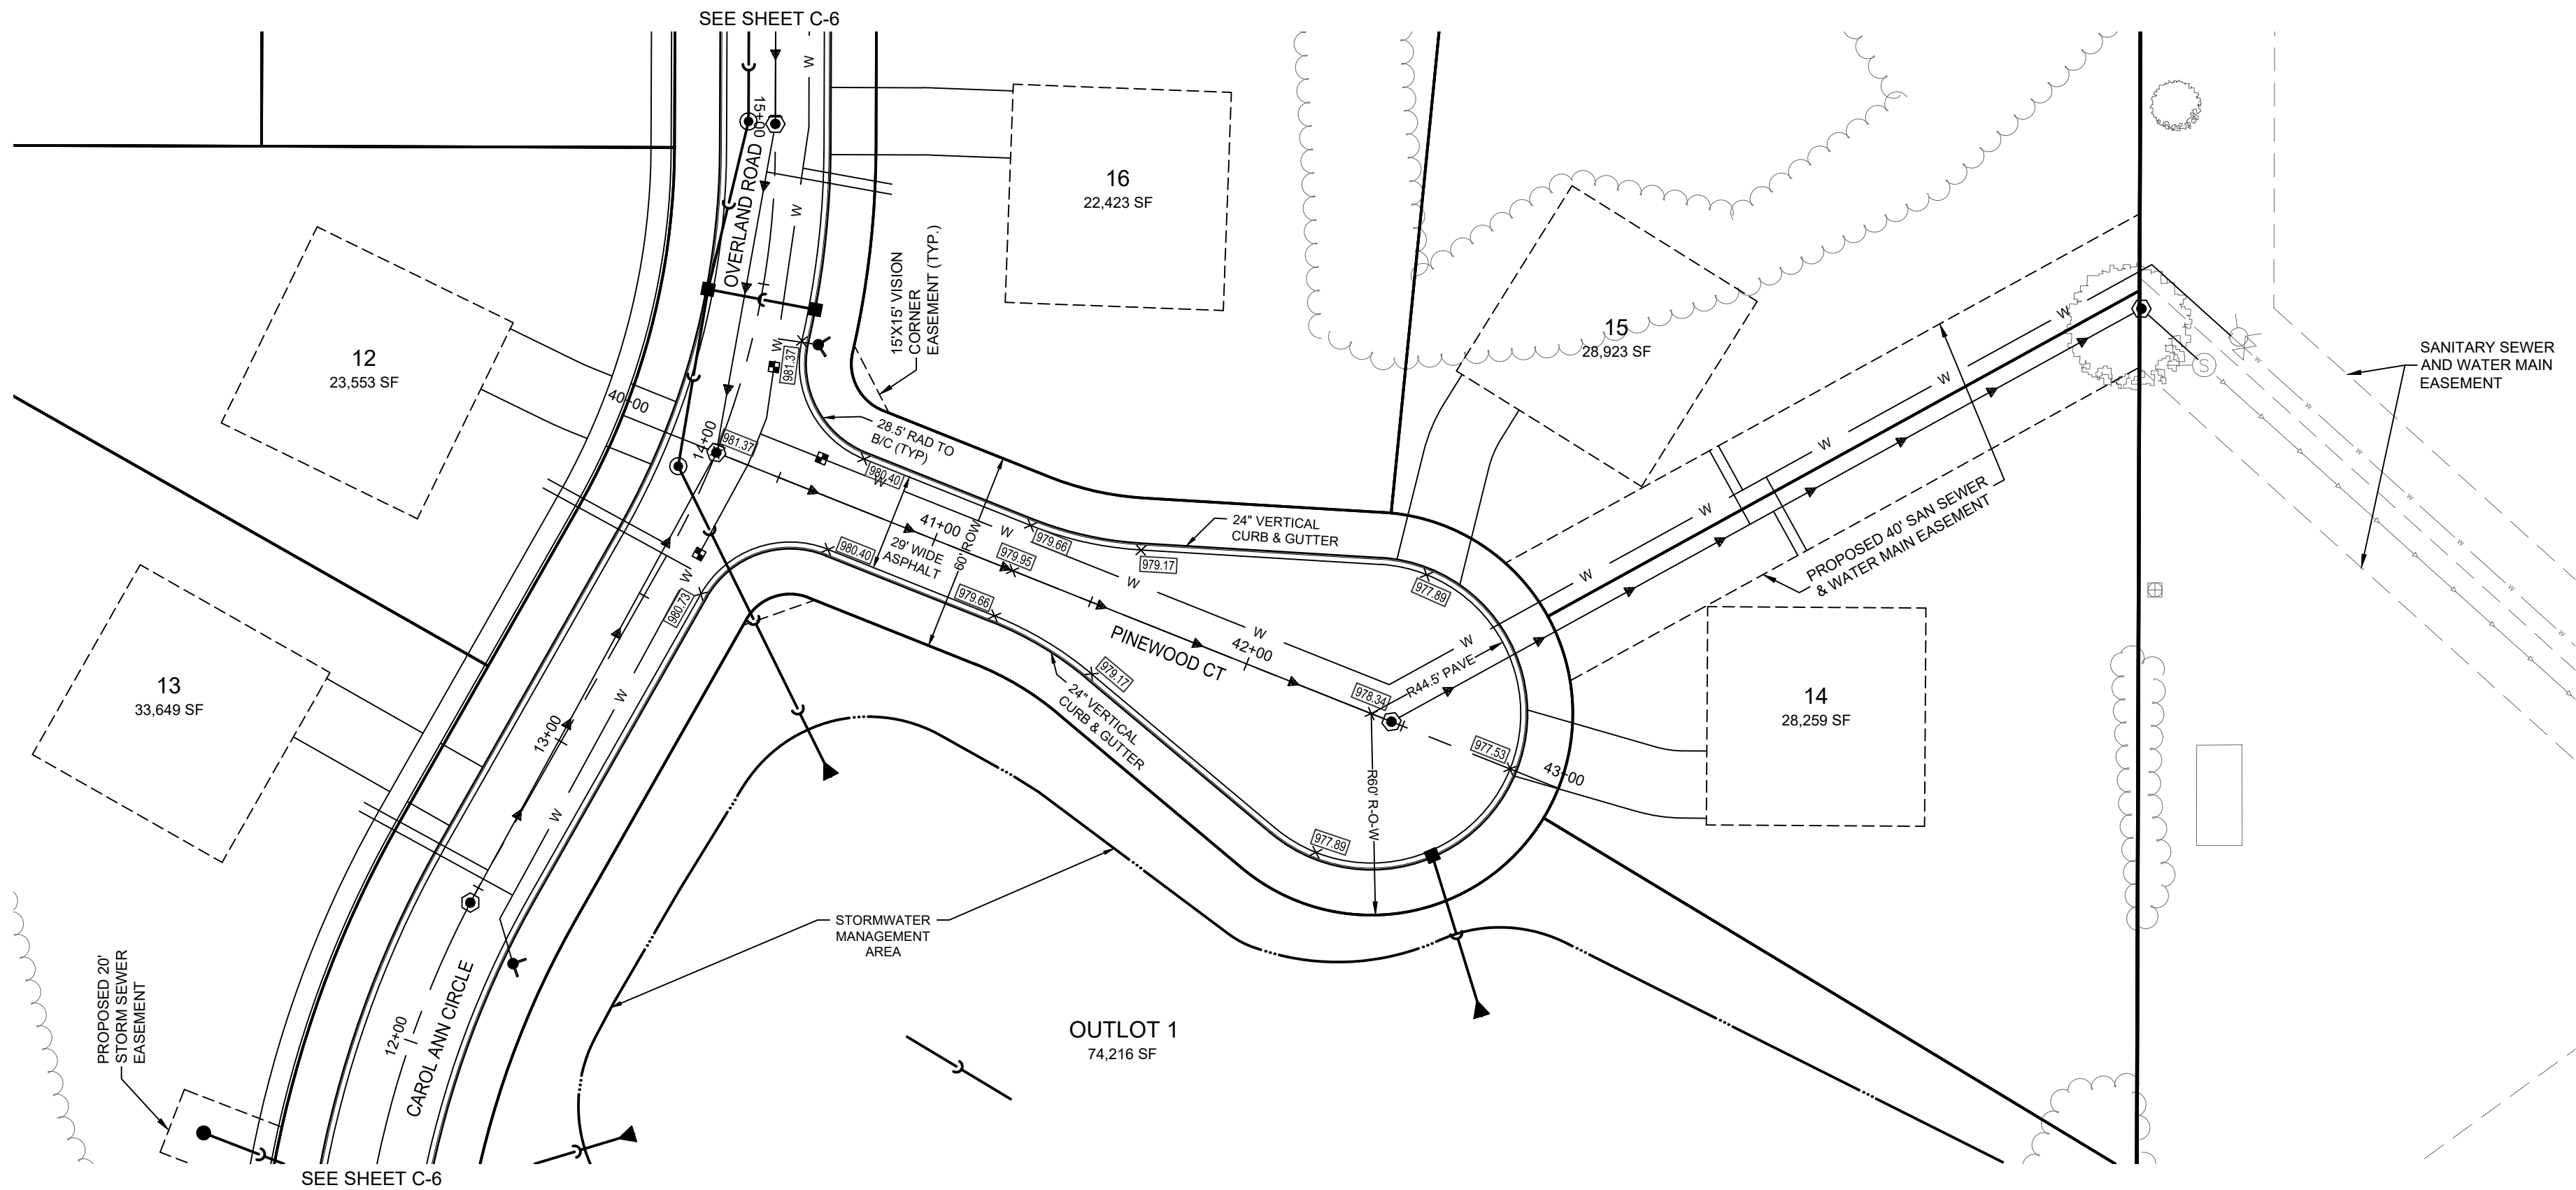 SEE SHEET C-6
15+00
OVERLAND ROAD
W
W
W
16
22,423 SF
15'X15' VISION
CORNER
EASEMENT (TYP.)
12
23,553 SF
15
28,923 SF
SANITARY SEWER
AND WATER MAIN
EASEMENT
981.37
40+00
14+00
981.37
28.5' RAD TO
B/C (TYP)
980.40
W
41+00
W
29' WIDE
ASPHALT
60' ROW
979.95
979.66
24" VERTICAL
CURB & GUTTER
979.17
980.40
979.66
980.73
W
977.89
W
W
W
W
W
W
PROPOSED 40' SAN SEWER
& WATER MAIN EASEMENT
S
W
W
W
W
W
W
W
W
W
PINEWOOD CT
W
42+00
W
R44.5' PAVE
978.34
979.17
24" VERTICAL
CURB & GUTTER
13
33,649 SF
14
28,259 SF
977.53
43+00
R60' R-O-W
977.89
13+00
W
W
STORMWATER
MANAGEMENT
AREA
PROPOSED 20'
STORM SEWER
EASEMENT
12+00
CAROL ANN CIRCLE
OUTLOT 1
74,216 SF
SEE SHEET C-6